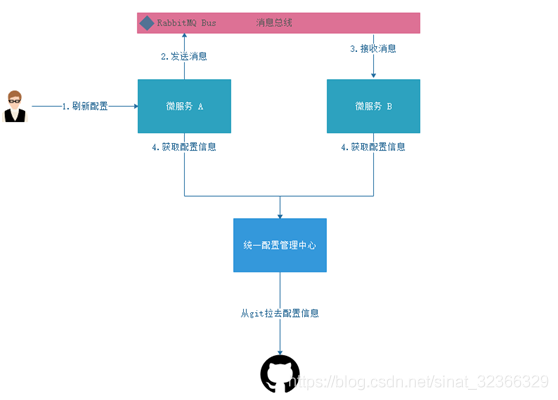 RabbitMQ Bus 消息总线
2.发送消息
3.接收消息
1.刷新配置
微服务 A
微服务 B
4.获取配置信息
4.获取配置信息
统一配置管理中心
从git拉去配置信息
https://blog.csdn.net/sinat_32366329